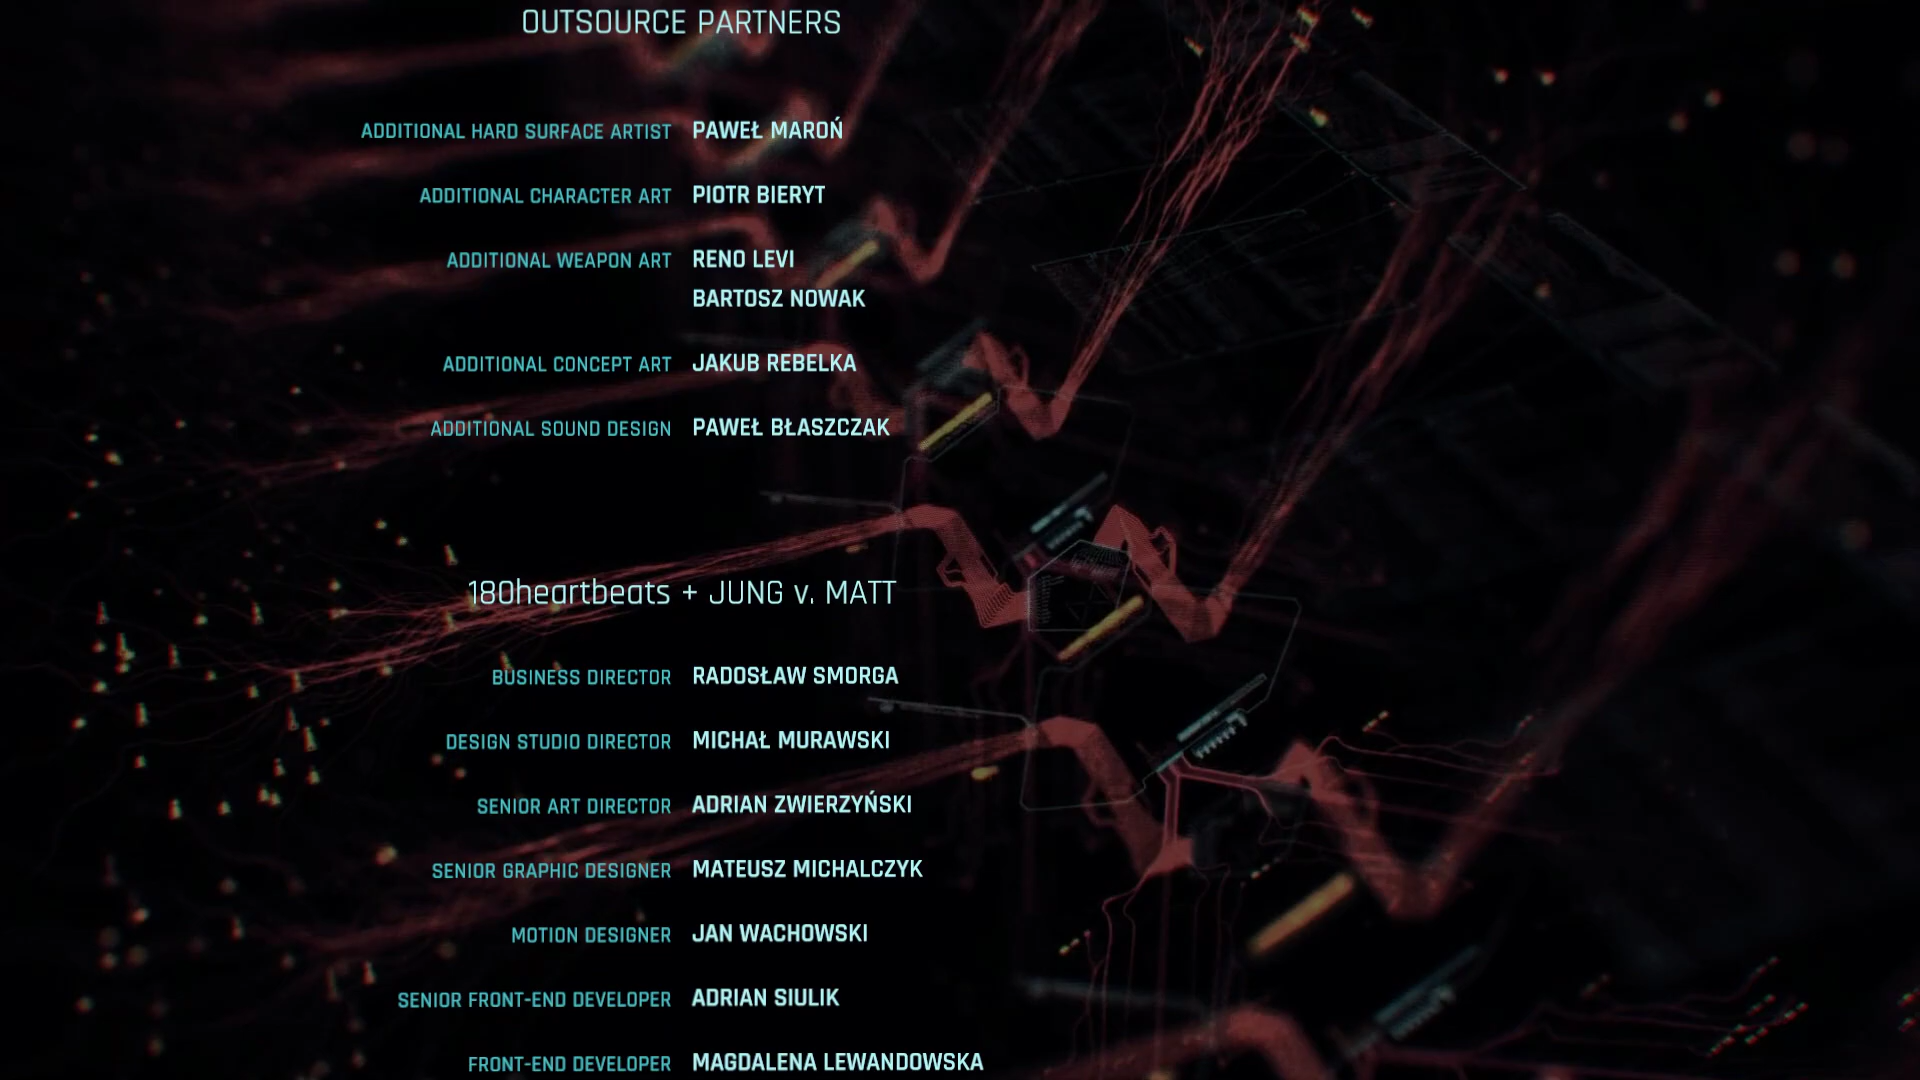 OUTSOURCE PARTNERS
ADDITIONAL HARD SURFACE ARTIST PAWEŁ MAROŃ
ADDITIONAL CHARACTER ART PIOTR BIERYT
ADDITIONAL WEAPON ART RENO LEVI
BARTOSZ NOWAK
ADDITIONAL CONCEPT ART JAKUB REBELKA
ADDITIONAL SOUND DESIGN PAWEŁ BŁASZCZAK
180heartbeats + JUNG v. MATT
BUSINESS DIRECTOR RADOSŁAW SMORGA
DESIGN STUDIO DIRECTOR MICHAŁ MURAWSKI
SENIOR ART DIRECTOR ADRIAN ZWIERZYŃSKI
SENIOR GRAPHIC DESIGNER MATEUSZ MICHALCZYK
MOTION DESIGNER JAN WACHOWSKI
SENIOR FRONT-END DEVELOPER ADRIAN SIULIK
FRONT-END DEVELOPER MAGDALENA LEWANDOWSKA